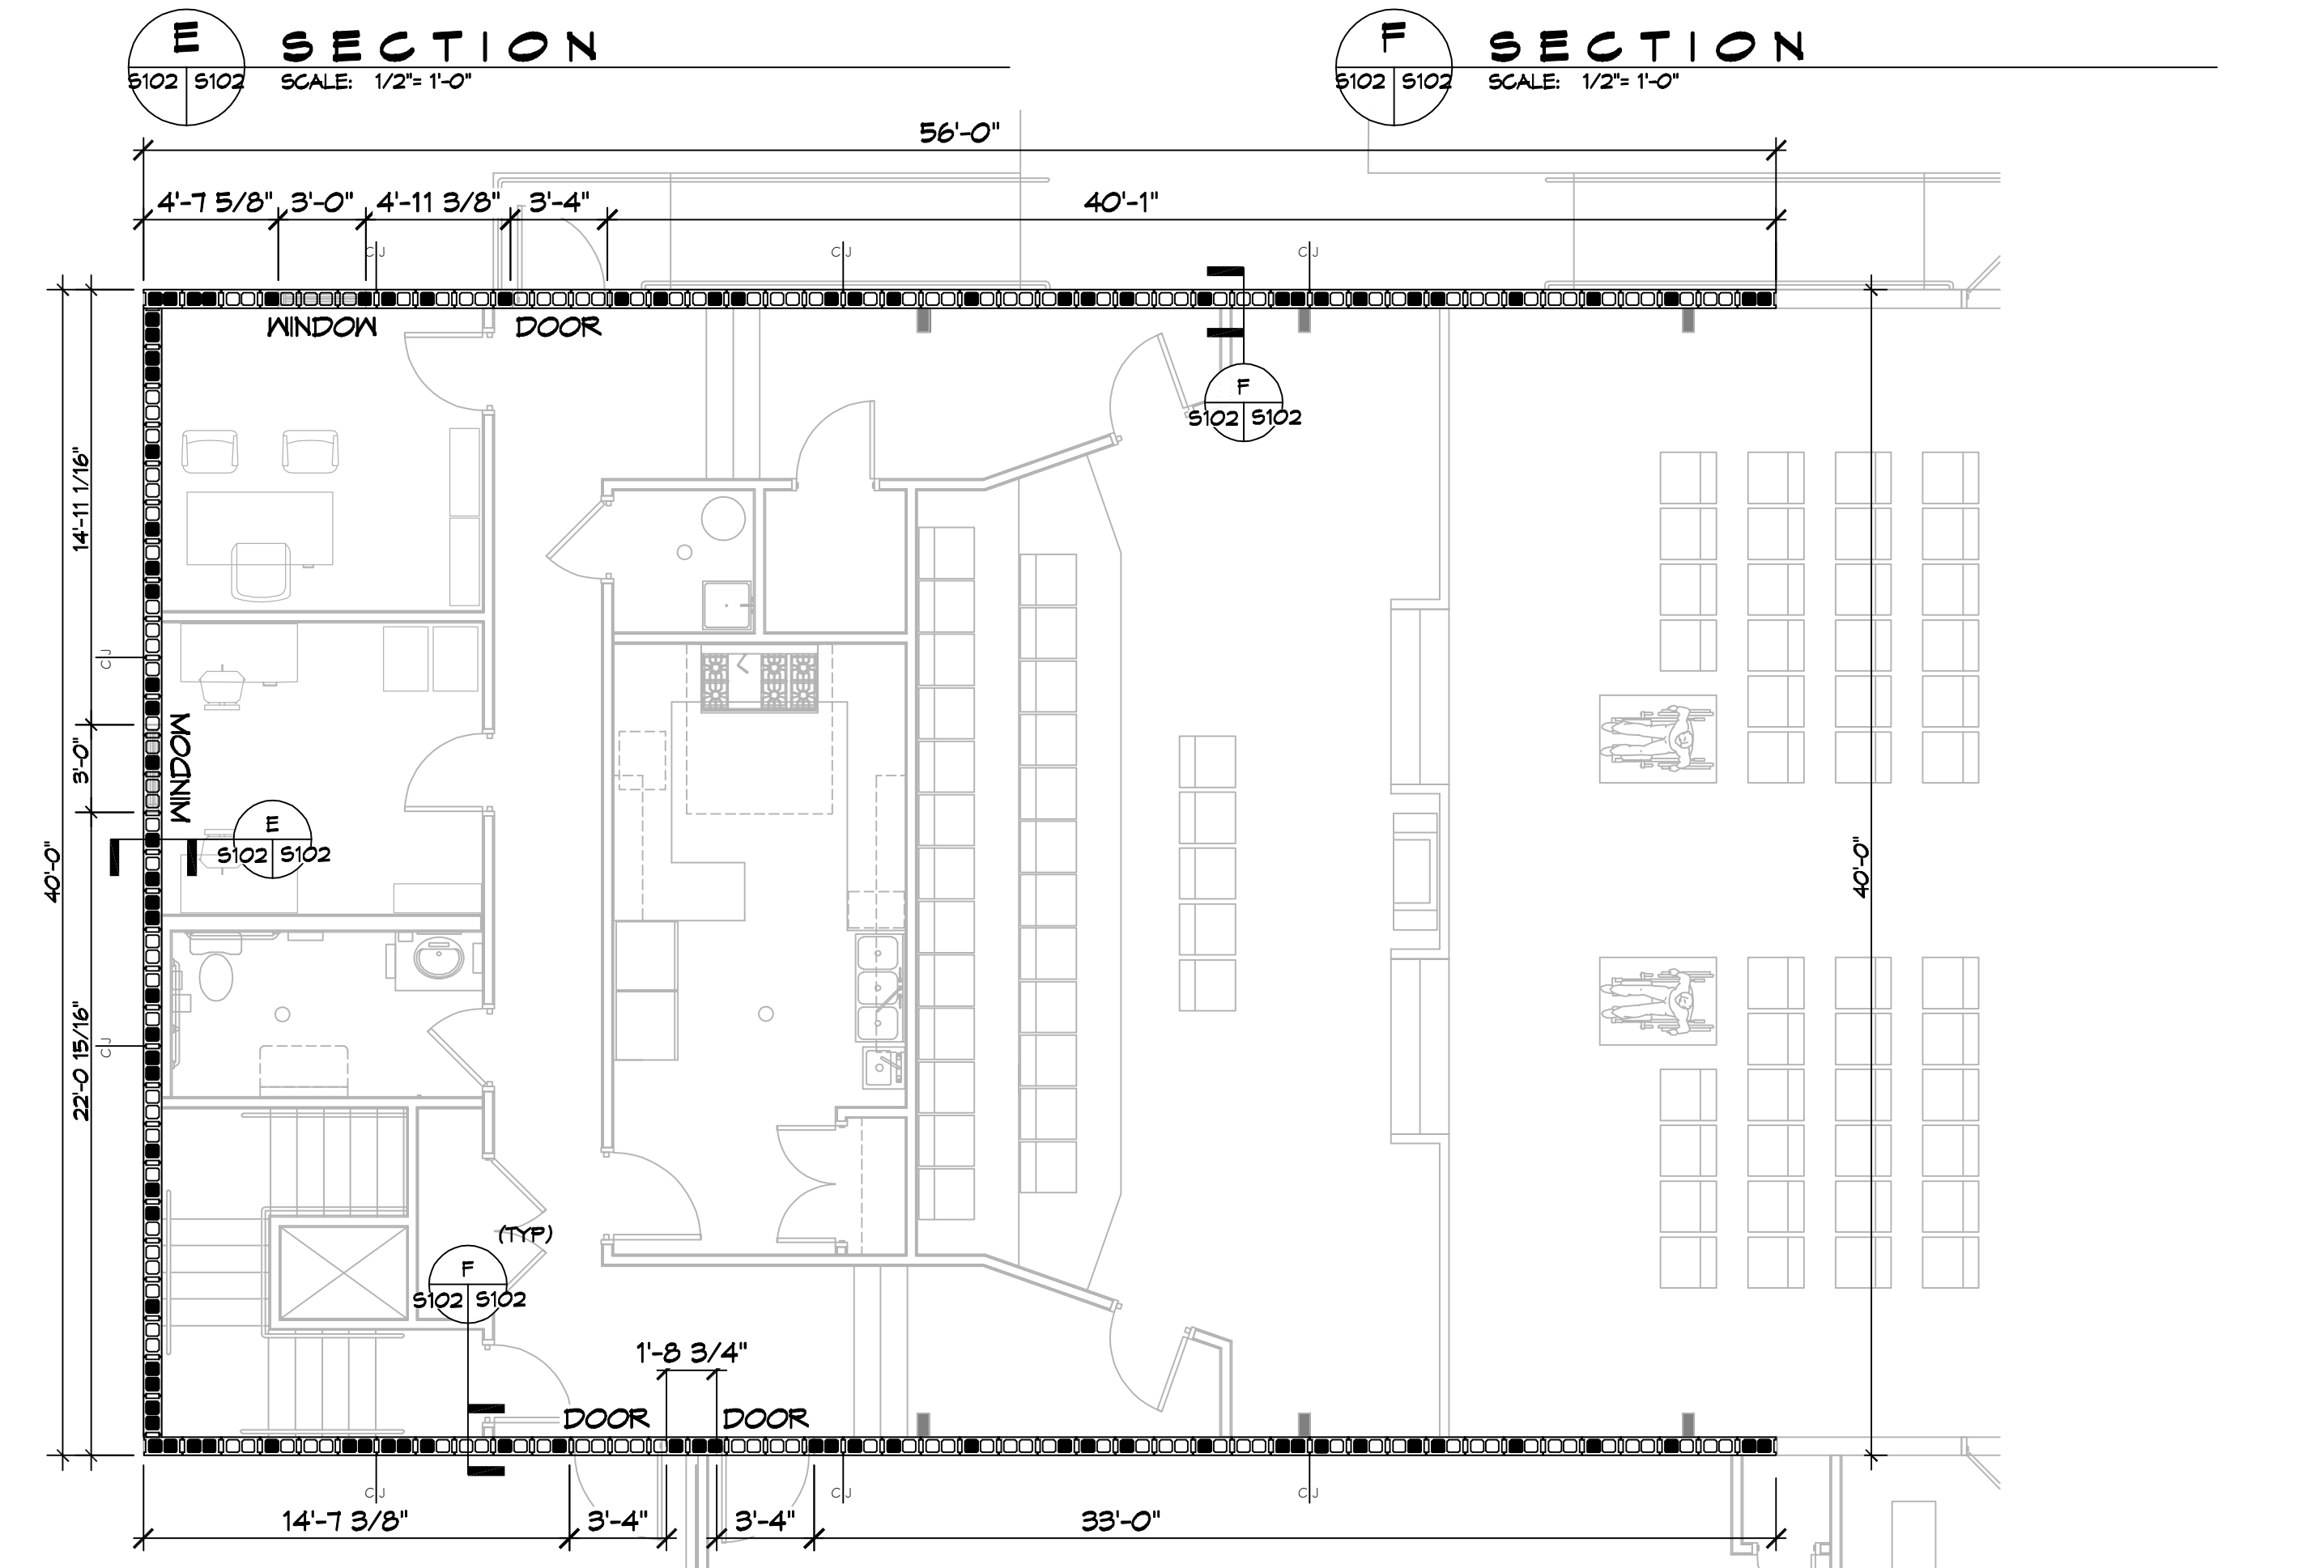 E
SECTION
S102 S102
SCALE: 1/2"= 1'-0"
F
SECTION
S102 S102
SCALE: 1/2"= 1'-0"
56'-0"
4'-7 5/8" 3'-0" 4'-11 3/8" 3'-4" 40'-1"
CJ CJ CJ
WINDOW DOOR
F
S102 S102
14'-11 1/16"
CJ
3'-0"
WINDOW
E
S102 S102
40'-0"
40'-0"
22'-0 15/16"
CJ
(TYP)
F
S102 S102
1'-8 3/4"
DOOR DOOR
CJ CJ CJ
14'-7 3/8" 3'-4" 3'-4" 33'-0"